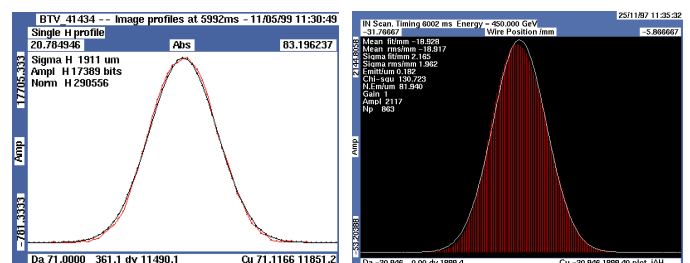 BTV_41434 -- Image profiles at 5992ms - 11/05/99 11:30:49
Single H profile
20.784946 Abs 83.196237
Sigma H 1911 um
Ampl H 17389 bits
Norm H 290556
17705.333
Amp
-761.3333
Da 71.0000 361.1 dy 11490.1 Cu 71.1166 11851.2
25/11/97 11:35:32
IN Scan. Timing 6002 ms Energy = 450.000 GeV
-31.76667 Wire Position /mm -5.866667
Mean fit/mm -18.928
Mean rms/mm -18.917
Sigma fit/mm 2.165
Sigma rms/mm 1.962
Emitt/um 0.182
Chi-squ 130.723
N.Em/um 81.940
Gain 1
Ampl 2117
Np 863
Amp